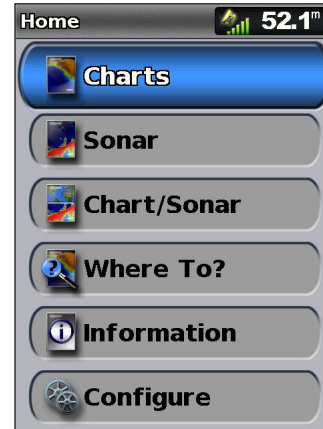 Home 52.1m
Charts
Sonar
Chart/Sonar
Where To?
Information
Configure